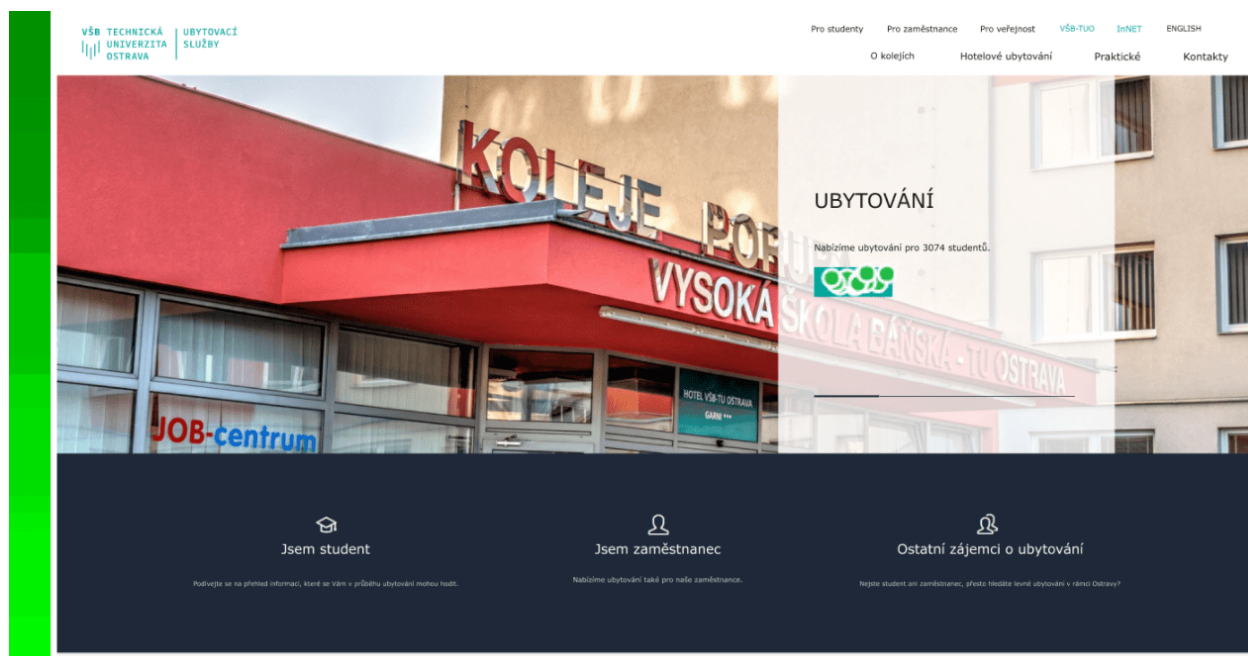 VŠB TECHNICKÁ
UNIVERZITA
OSTRAVA
UBYTOVACÍ
SLUŽBY
Pro studenty Pro zaměstnance Pro veřejnost VŠB-TUO InNET ENGLISH
O kolejích Hotelové ubytování Praktické Kontakty
KOLEJE PORUBA
VYSOKÁ ŠKOLA BÁŇSKÁ - TU OSTRAVA
HOTEL VŠB-TU OSTRAVA
GARNI ***
JOB-centrum
UBYTOVÁNÍ
Nabízíme ubytování pro 3074 studentů.
Jsem student
Podívejte se na přehled informací, které se Vám v průběhu ubytování mohou hodit.
Jsem zaměstnanec
Nabízíme ubytování také pro naše zaměstnance.
Ostatní zájemci o ubytování
Nejste student ani zaměstnanec, přesto hledáte levné ubytování v rámci Ostravy?